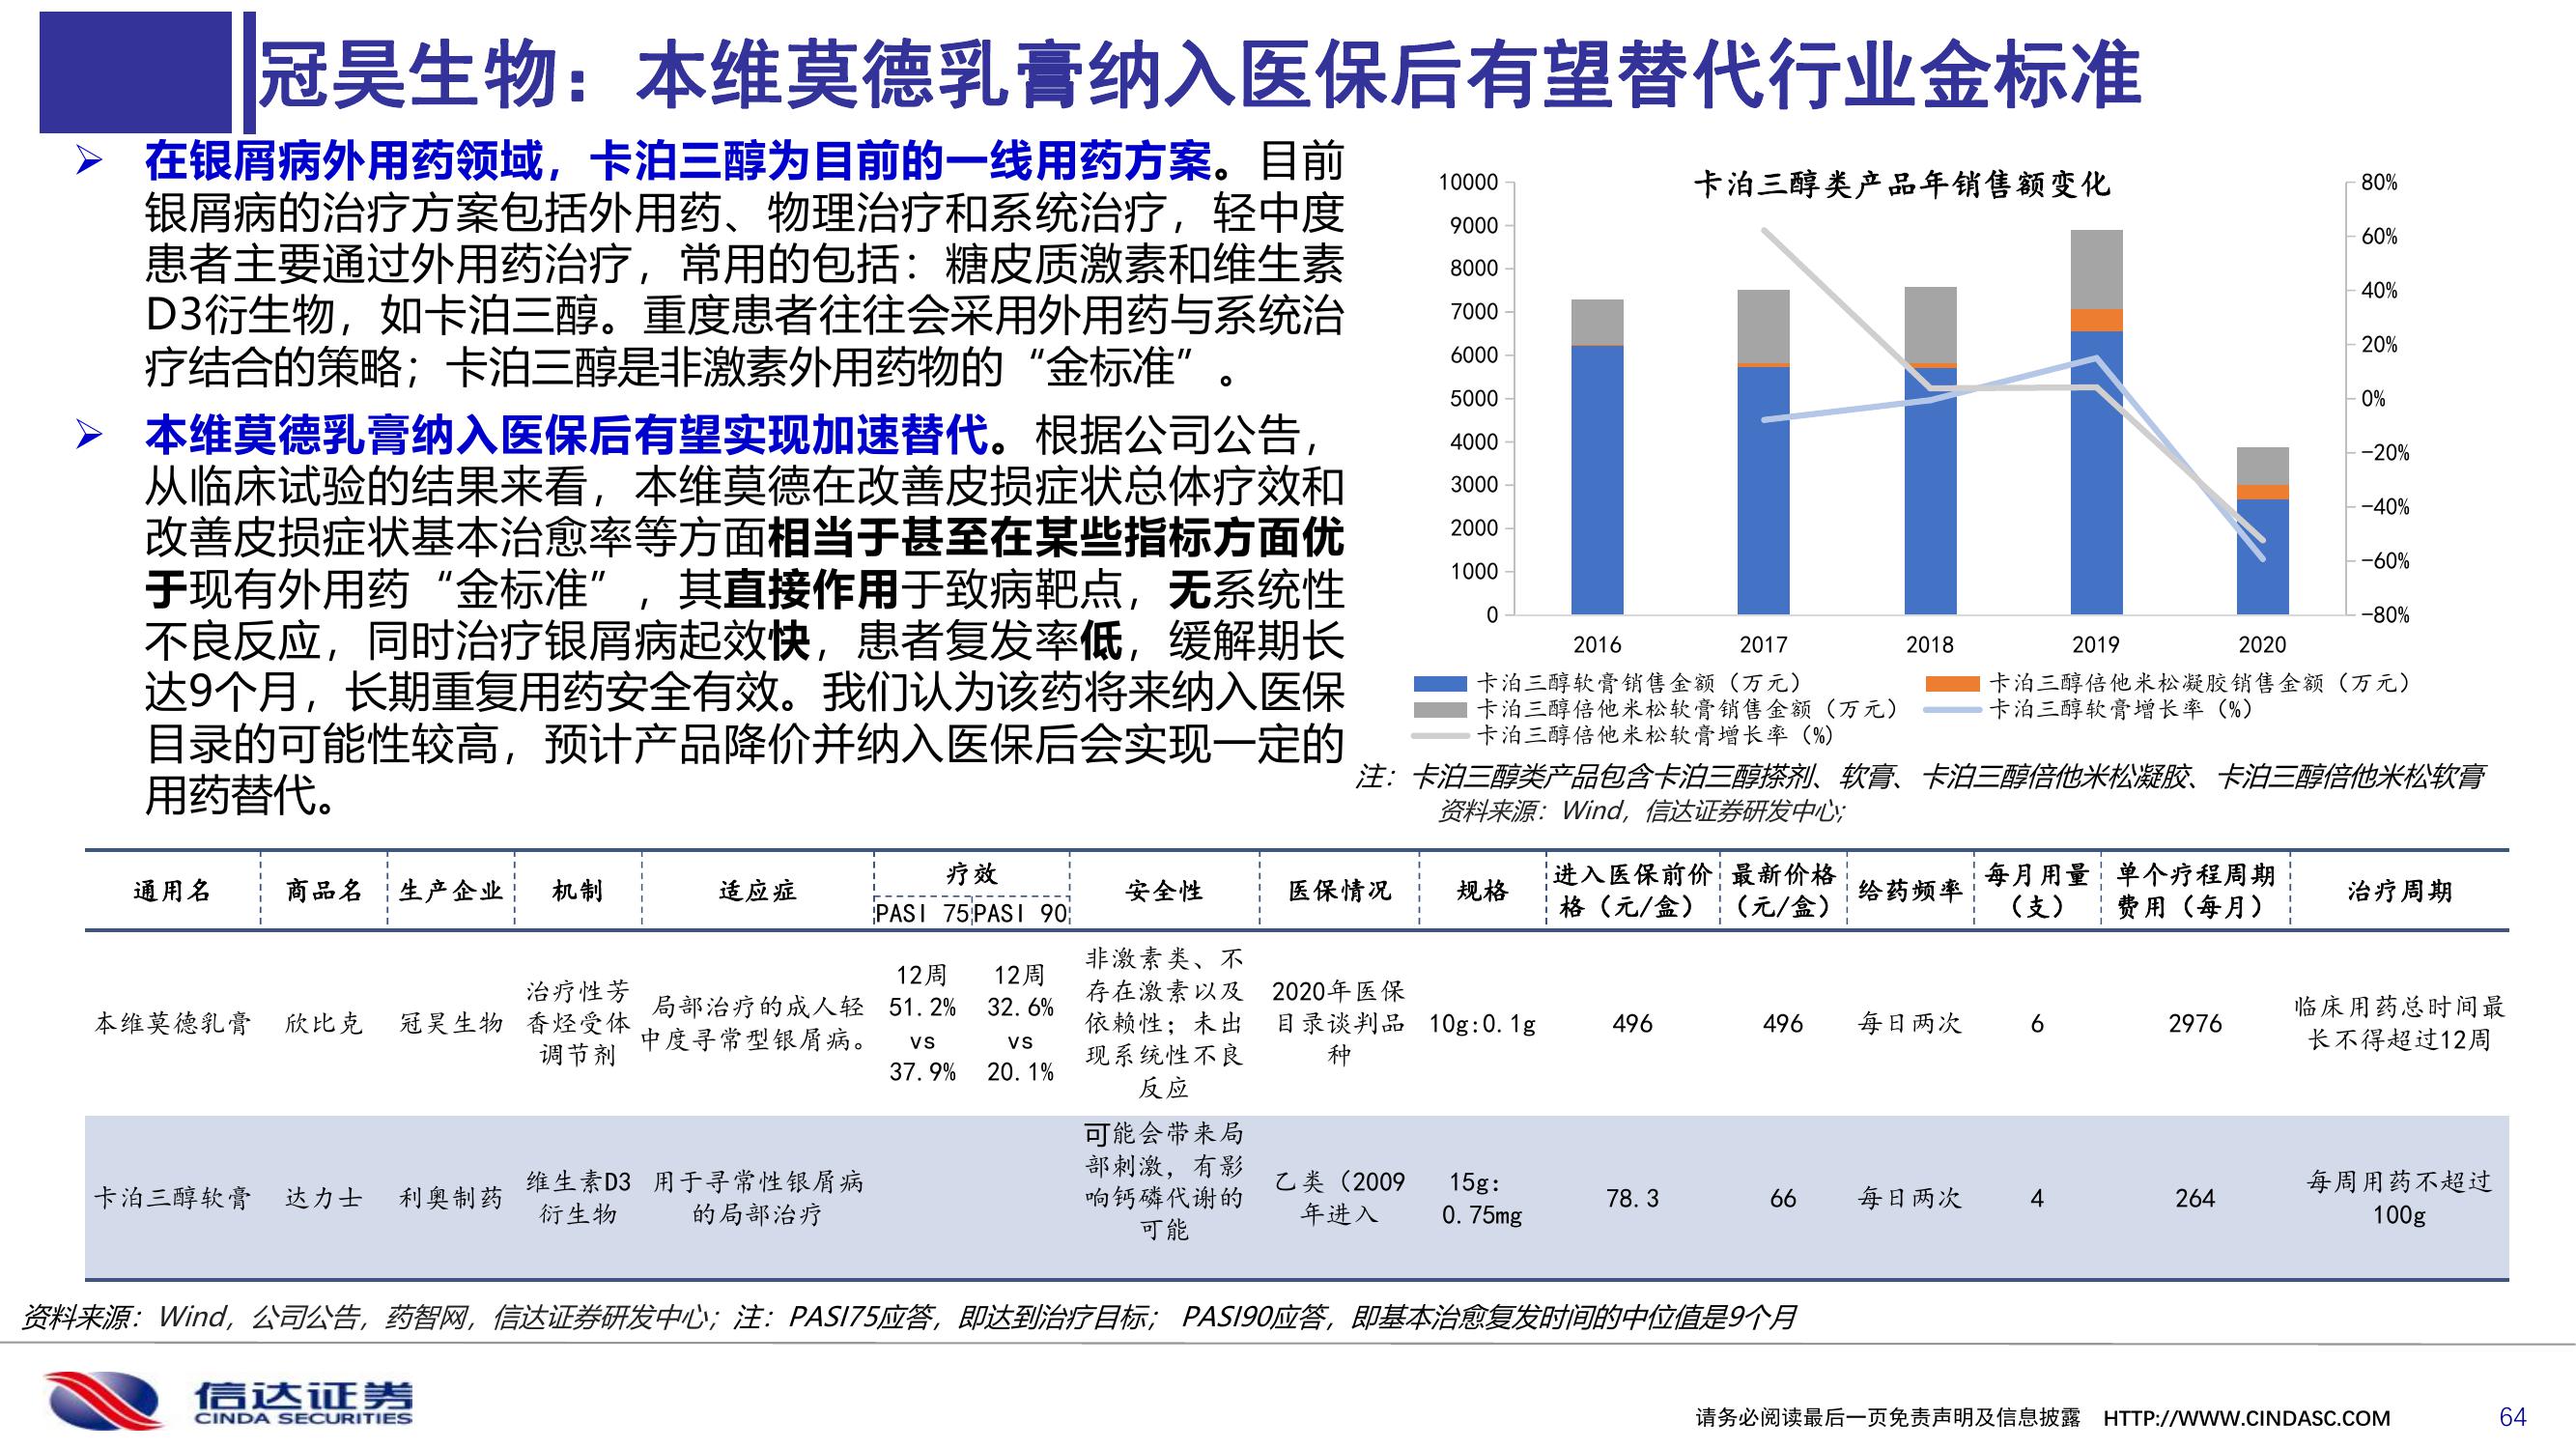 冠昊生物：本维莫德乳膏纳入医保后有望替代行业金标准
在银屑病外用药领域，卡泊三醇为目前的一线用药方案。目前
银屑病的治疗方案包括外用药、物理治疗和系统治疗，轻中度
患者主要通过外用药治疗，常用的包括：糖皮质激素和维生素
D3衍生物，如卡泊三醇。重度患者往往会采用外用药与系统治
疗结合的策略；卡泊三醇是非激素外用药物的“金标准”。
本维莫德乳膏纳入医保后有望实现加速替代。根据公司公告，
从临床试验的结果来看，本维莫德在改善皮损症状总体疗效和
改善皮损症状基本治愈率等方面相当于甚至在某些指标方面优
于现有外用药“金标准”，其直接作用于致病靶点，无系统性
不良反应，同时治疗银屑病起效快，患者复发率低，缓解期长
达9个月，长期重复用药安全有效。我们认为该药将来纳入医保
目录的可能性较高，预计产品降价并纳入医保后会实现一定的
用药替代。
卡泊三醇类产品年销售额变化
10000
9000
8000
7000
6000
5000
4000
3000
2000
1000
0
80%
60%
40%
20%
0%
-20%
-40%
-60%
-80%
2016 2017 2018 2019 2020
卡泊三醇软膏销售金额（万元） 卡泊三醇倍他米松凝胶销售金额（万元）
卡泊三醇倍他米松软膏销售金额（万元） 卡泊三醇软膏增长率（%）
卡泊三醇倍他米松软膏增长率（%）
注：卡泊三醇类产品包含卡泊三醇搽剂、软膏、卡泊三醇倍他米松凝胶、卡泊三醇倍他米松软膏
资料来源：Wind，信达证券研发中心;
通用名
商品名
生产企业
机制
适应症
疗效
PASI 75 PASI 90
安全性
医保情况
规格
进入医保前价
格（元/盒）
最新价格
（元/盒）
给药频率
每月用量
（支）
单个疗程周期
费用（每月）
治疗周期
本维莫德乳膏
欣比克
冠昊生物
治疗性芳
香烃受体
调节剂
局部治疗的成人轻
中度寻常型银屑病。
12周
51.2%
vs
37.9%
12周
32.6%
vs
20.1%
非激素类、不
存在激素以及
依赖性；未出
现系统性不良
反应
2020年医保
目录谈判品
种
10g:0.1g
496
496
每日两次
6
2976
临床用药总时间最
长不得超过12周
卡泊三醇软膏
达力士
利奥制药
维生素D3
衍生物
用于寻常性银屑病
的局部治疗
可能会带来局
部刺激，有影
响钙磷代谢的
可能
乙类（2009
年进入
15g:
0.75mg
78.3
66
每日两次
4
264
每周用药不超过
100g
资料来源：Wind，公司公告，药智网，信达证券研发中心；注：PASI75应答，即达到治疗目标； PASI90应答，即基本治愈复发时间的中位值是9个月
信达证券
CINDA SECURITIES
请务必阅读最后一页免责声明及信息披露 HTTP://WWW.CINDASC.COM 64